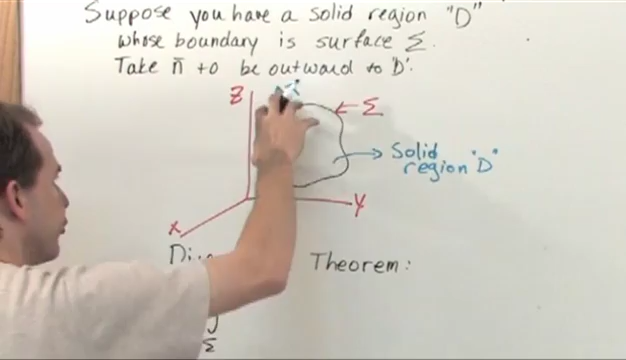 Suppose you have a solid region "D"
whose boundary is surface Σ.
Take n̄ to be outward to 'D'.
Z
Σ
Solid
region "D"
y
x
Theorem:
Σ